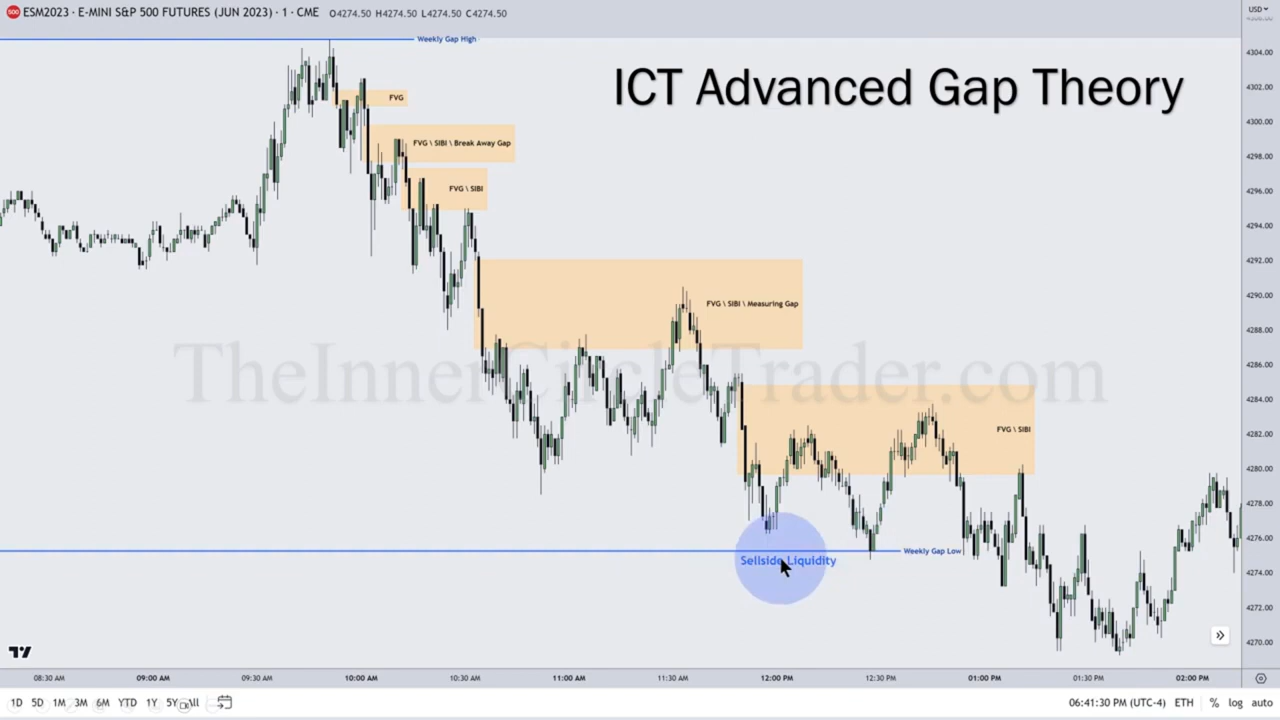 500 ESM2023 · E-MINI S&P 500 FUTURES (JUN 2023) · 1 · CME O4274.50 H4274.50 L4274.50 C4274.50
USD
Weekly Gap High
ICT Advanced Gap Theory
FVG
FVG \ SIBI \ Break Away Gap
FVG \ SIBI
FVG \ SIBI \ Measuring Gap
TheInnerCircleTrader.com
FVG \ SIBI
Weekly Gap Low
Sellside Liquidity
4304.00
4302.00
4300.00
4298.00
4296.00
4294.00
4292.00
4290.00
4288.00
4286.00
4284.00
4282.00
4280.00
4278.00
4276.00
4274.00
4272.00
4270.00
08:30 AM 09:00 AM 09:30 AM 10:00 AM 10:30 AM 11:00 AM 11:30 AM 12:00 PM 12:30 PM 01:00 PM 01:30 PM 02:00 PM
1D 5D 1M 3M 6M YTD 1Y 5Y All 06:41:30 PM (UTC-4) ETH % log auto